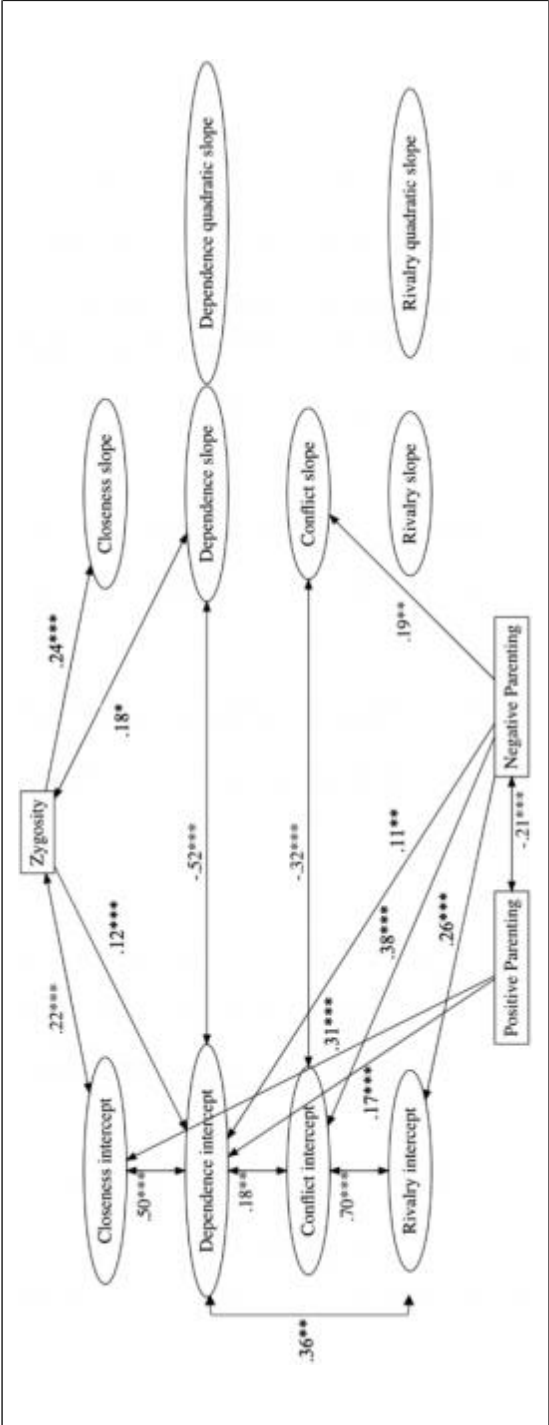 Zygosity
.22***
.24***
.12***
.18*
Closeness intercept
Closeness slope
.50***
Dependence intercept
-.52***
Dependence slope
Dependence quadratic slope
.18**
.31***
.11**
Conflict intercept
-.32***
Conflict slope
.38***
.19**
.70***
.17***
.36**
Rivalry intercept
.26***
Rivalry slope
Rivalry quadratic slope
Positive Parenting
-.21***
Negative Parenting